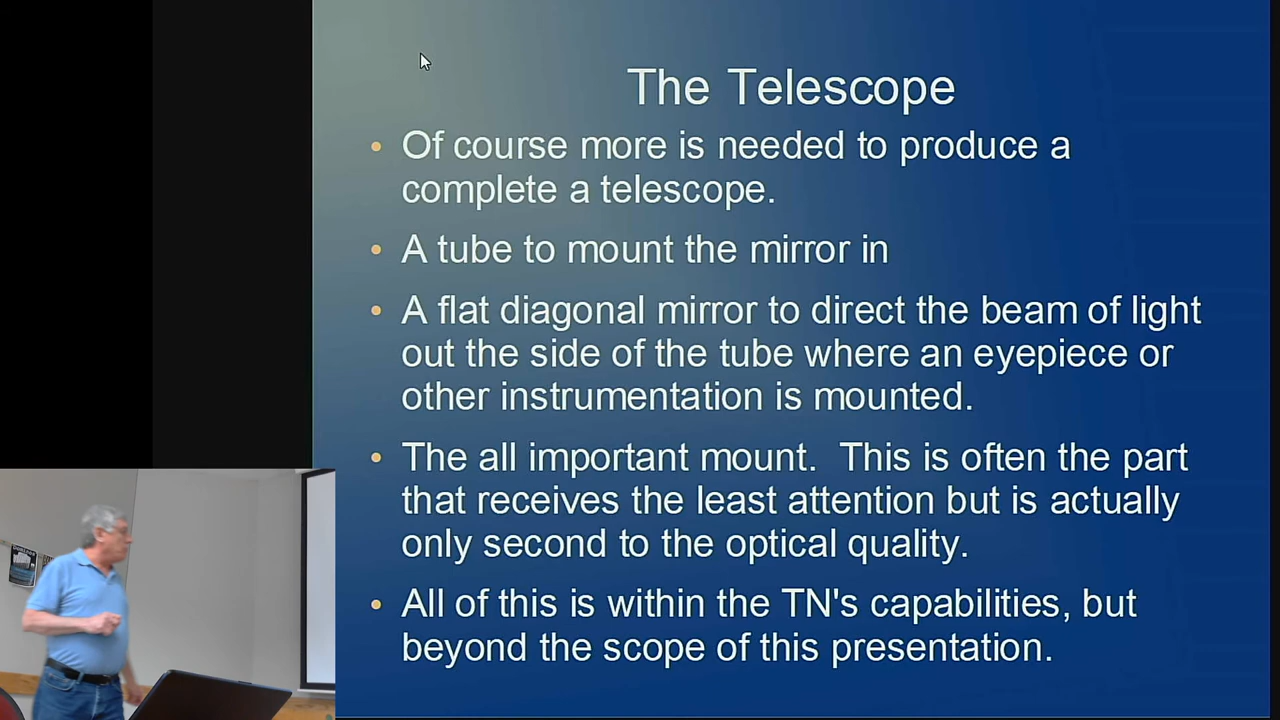 The Telescope
• Of course more is needed to produce a
complete a telescope.
• A tube to mount the mirror in
• A flat diagonal mirror to direct the beam of light
out the side of the tube where an eyepiece or
other instrumentation is mounted.
• The all important mount.  This is often the part
that receives the least attention but is actually
only second to the optical quality.
• All of this is within the TN's capabilities, but
beyond the scope of this presentation.